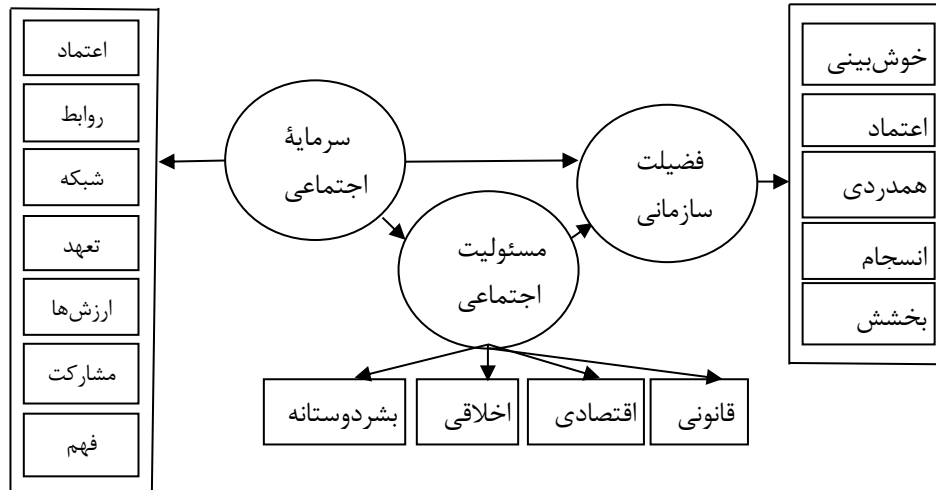 خوش‌بینی
اعتماد
همدردی
انسجام
بخشش
فضیلت
سازمانی
سرمایۀ
اجتماعی
مسئولیت
اجتماعی
قانونی
اقتصادی
اخلاقی
بشردوستانه
اعتماد
روابط
شبکه
تعهد
ارزش‌ها
مشارکت
فهم